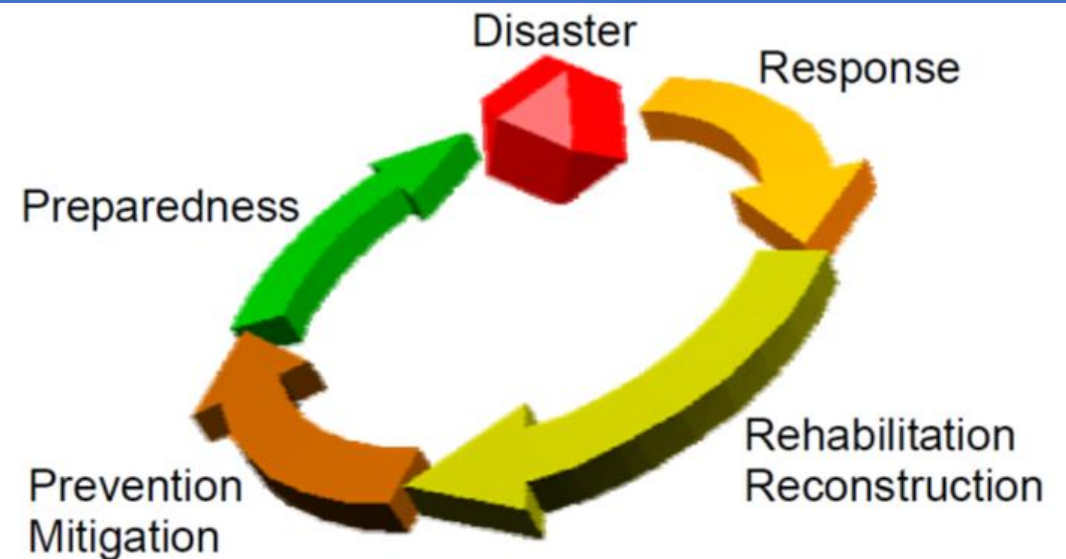 Disaster
Response
Preparedness
Rehabilitation
Reconstruction
Prevention
Mitigation